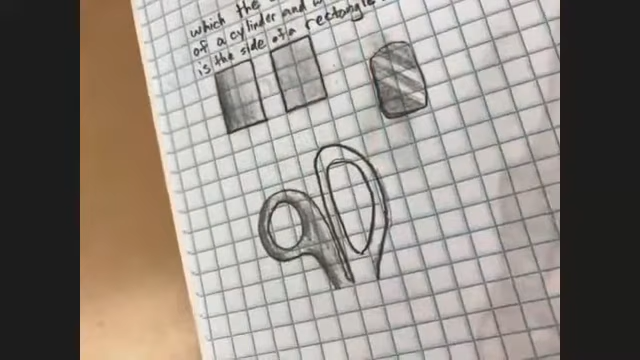 which the
of a cylinder and
is the side of a rectangle.